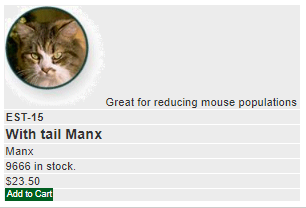 Great for reducing mouse populations
EST-15
With tail Manx
Manx
9666 in stock.
$23.50
Add to Cart